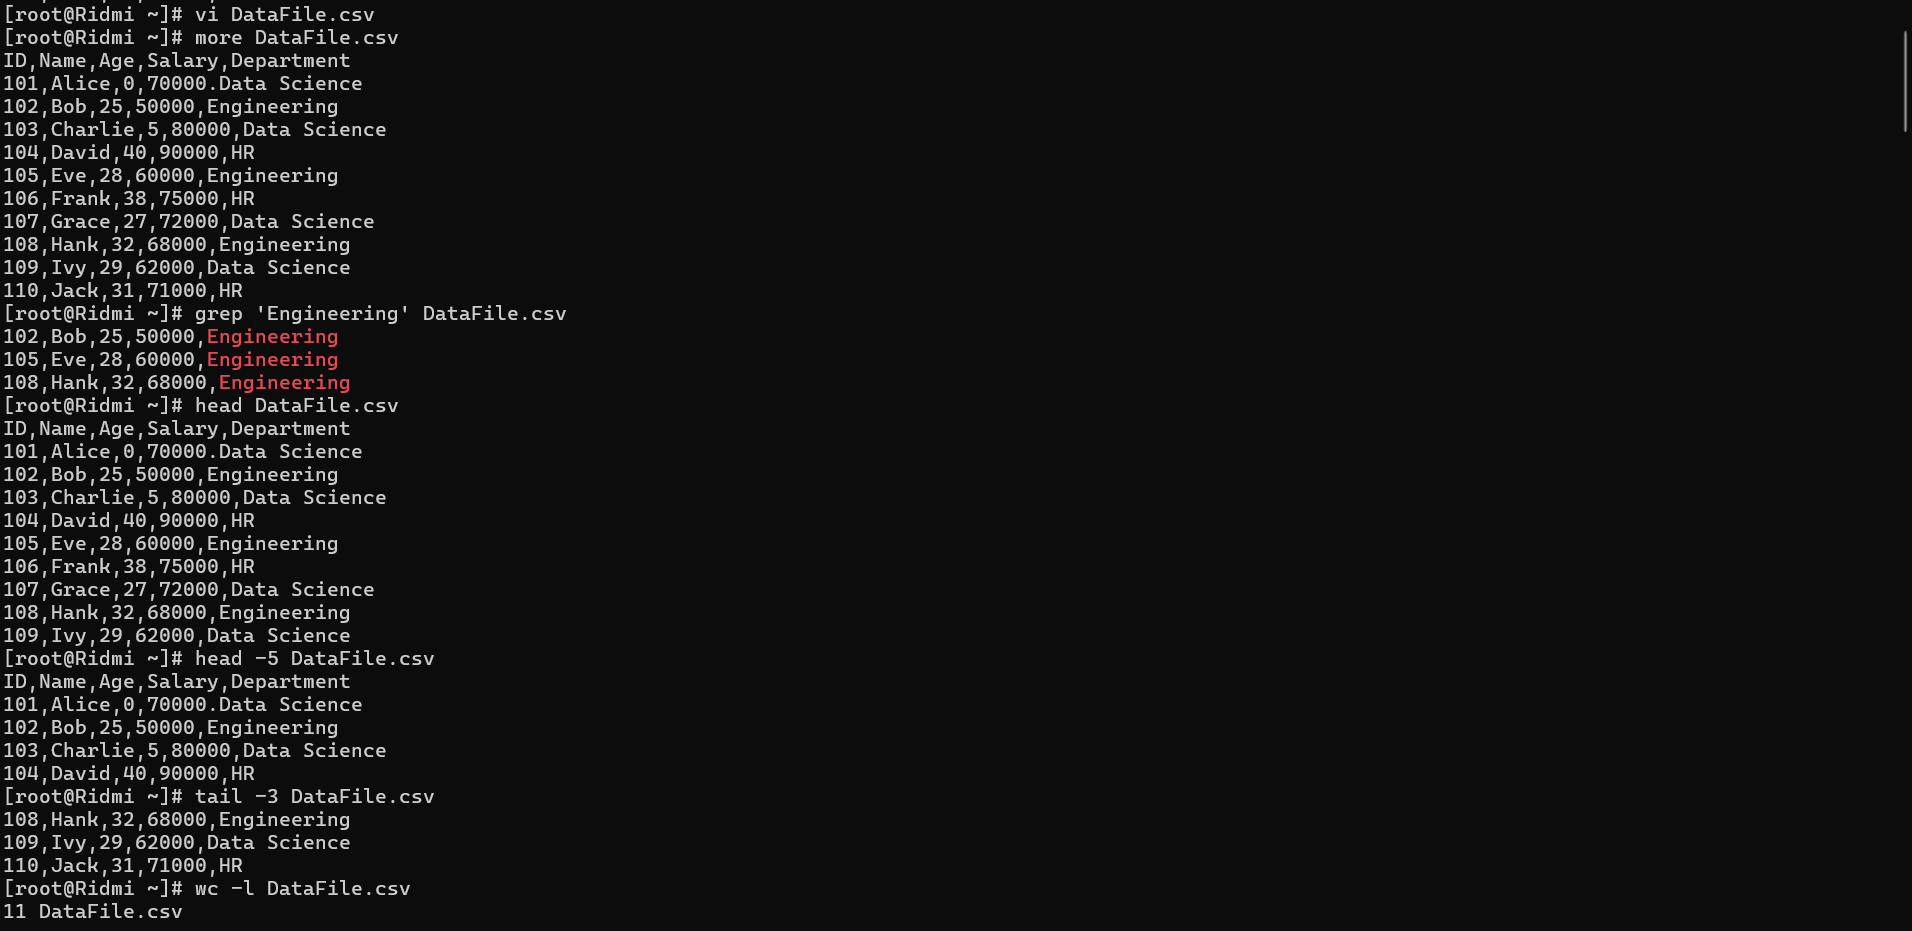 [root@Ridmi ~]# vi DataFile.csv
[root@Ridmi ~]# more DataFile.csv
ID,Name,Age,Salary,Department
101,Alice,0,70000.Data Science
102,Bob,25,50000,Engineering
103,Charlie,5,80000,Data Science
104,David,40,90000,HR
105,Eve,28,60000,Engineering
106,Frank,38,75000,HR
107,Grace,27,72000,Data Science
108,Hank,32,68000,Engineering
109,Ivy,29,62000,Data Science
110,Jack,31,71000,HR
[root@Ridmi ~]# grep 'Engineering' DataFile.csv
102,Bob,25,50000,Engineering
105,Eve,28,60000,Engineering
108,Hank,32,68000,Engineering
[root@Ridmi ~]# head DataFile.csv
ID,Name,Age,Salary,Department
101,Alice,0,70000.Data Science
102,Bob,25,50000,Engineering
103,Charlie,5,80000,Data Science
104,David,40,90000,HR
105,Eve,28,60000,Engineering
106,Frank,38,75000,HR
107,Grace,27,72000,Data Science
108,Hank,32,68000,Engineering
109,Ivy,29,62000,Data Science
[root@Ridmi ~]# head -5 DataFile.csv
ID,Name,Age,Salary,Department
101,Alice,0,70000.Data Science
102,Bob,25,50000,Engineering
103,Charlie,5,80000,Data Science
104,David,40,90000,HR
[root@Ridmi ~]# tail -3 DataFile.csv
108,Hank,32,68000,Engineering
109,Ivy,29,62000,Data Science
110,Jack,31,71000,HR
[root@Ridmi ~]# wc -l DataFile.csv
11 DataFile.csv